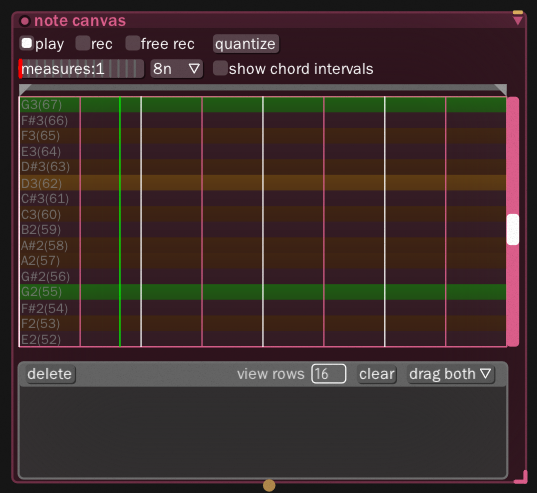 note canvas
play rec free rec quantize
measures:1 8n ▽ show chord intervals
G3(67)
F#3(66)
F3(65)
E3(64)
D#3(63)
D3(62)
C#3(61)
C3(60)
B2(59)
A#2(58)
A2(57)
G#2(56)
G2(55)
F#2(54)
F2(53)
E2(52)
delete view rows 16 clear drag both ▽